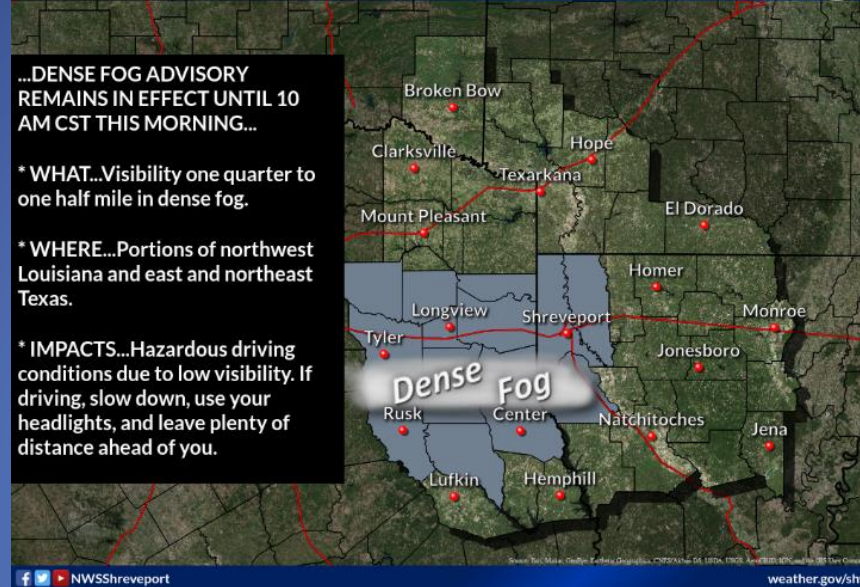 ...DENSE FOG ADVISORY
REMAINS IN EFFECT UNTIL 10
AM CST THIS MORNING...
* WHAT...Visibility one quarter to
one half mile in dense fog.
* WHERE...Portions of northwest
Louisiana and east and northeast
Texas.
* IMPACTS...Hazardous driving
conditions due to low visibility. If
driving, slow down, use your
headlights, and leave plenty of
distance ahead of you.
Broken Bow
Clarksville
Hope
Texarkana
Mount Pleasant
El Dorado
Homer
Longview
Shreveport
Monroe
Tyler
Jonesboro
Dense Fog
Rusk
Center
Natchitoches
Jena
Lufkin
Hemphill
NWSShreveport
weather.gov/sh